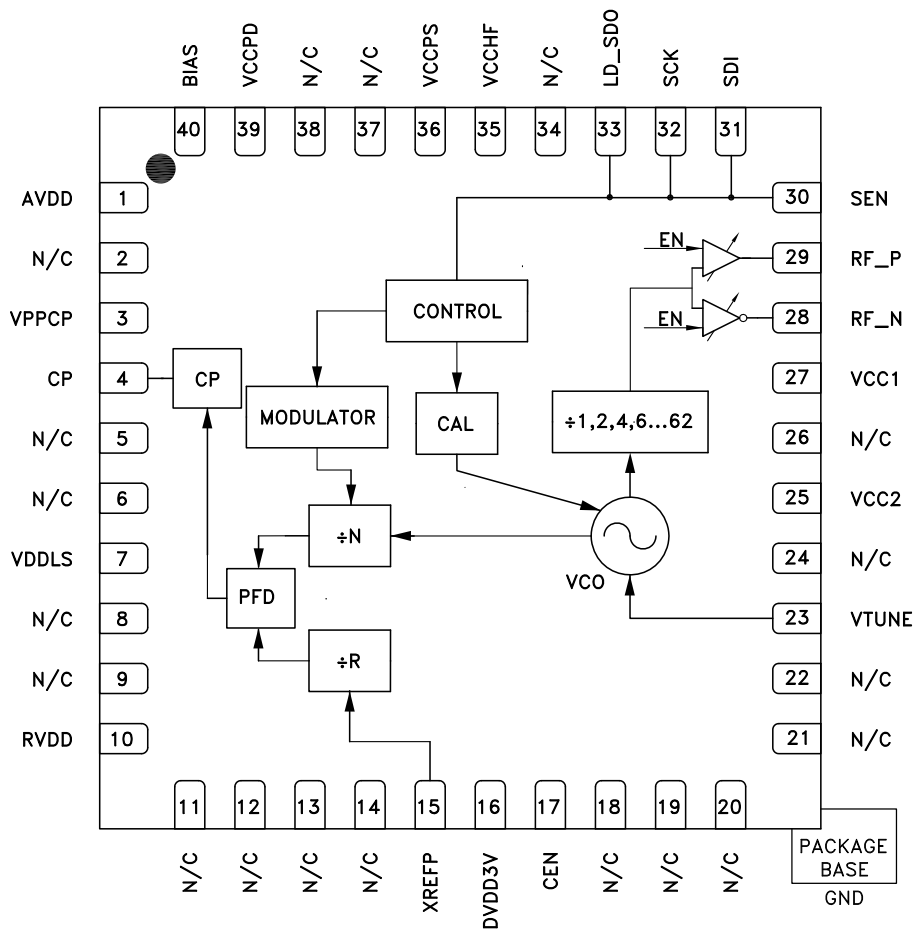 BIAS
VCCPD
N/C
N/C
VCCPS
VCCHF
N/C
LD_SDO
SCK
SDI
40
39
38
37
36
35
34
33
32
31
AVDD
1
30
SEN
N/C
2
EN
29
RF_P
VPPCP
3
CONTROL
EN
28
RF_N
CP
4
CP
27
VCC1
MODULATOR
CAL
÷1,2,4,6...62
N/C
5
26
N/C
N/C
6
25
VCC2
÷N
VDDLS
7
24
N/C
VCO
PFD
N/C
8
23
VTUNE
÷R
N/C
9
22
N/C
RVDD
10
21
N/C
11
12
13
14
15
16
17
18
19
20
N/C
N/C
N/C
N/C
XREFP
DVDD3V
CEN
N/C
N/C
N/C
PACKAGE
BASE
GND